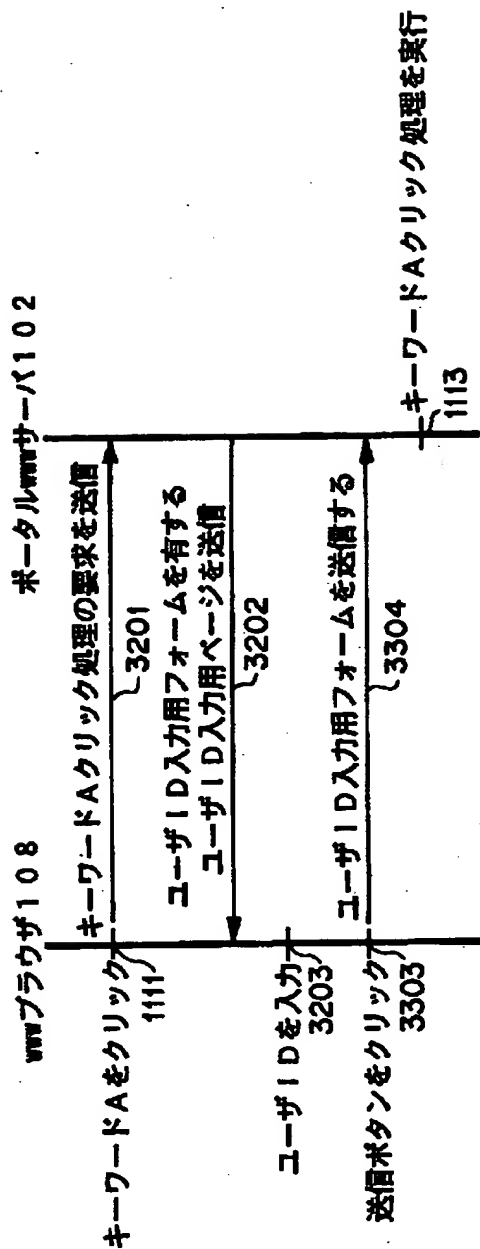 wwwブラウザ108
ポータルwwwサーバ102
キーワードAをクリック
1111
キーワードAクリック処理の要求を送信
3201
ユーザID入力用フォームを有する
ユーザID入力用ページを送信
3202
ユーザIDを入力
3203
送信ボタンをクリック
3303
ユーザID入力用フォームを送信する
3304
キーワードAクリック処理を実行
1113